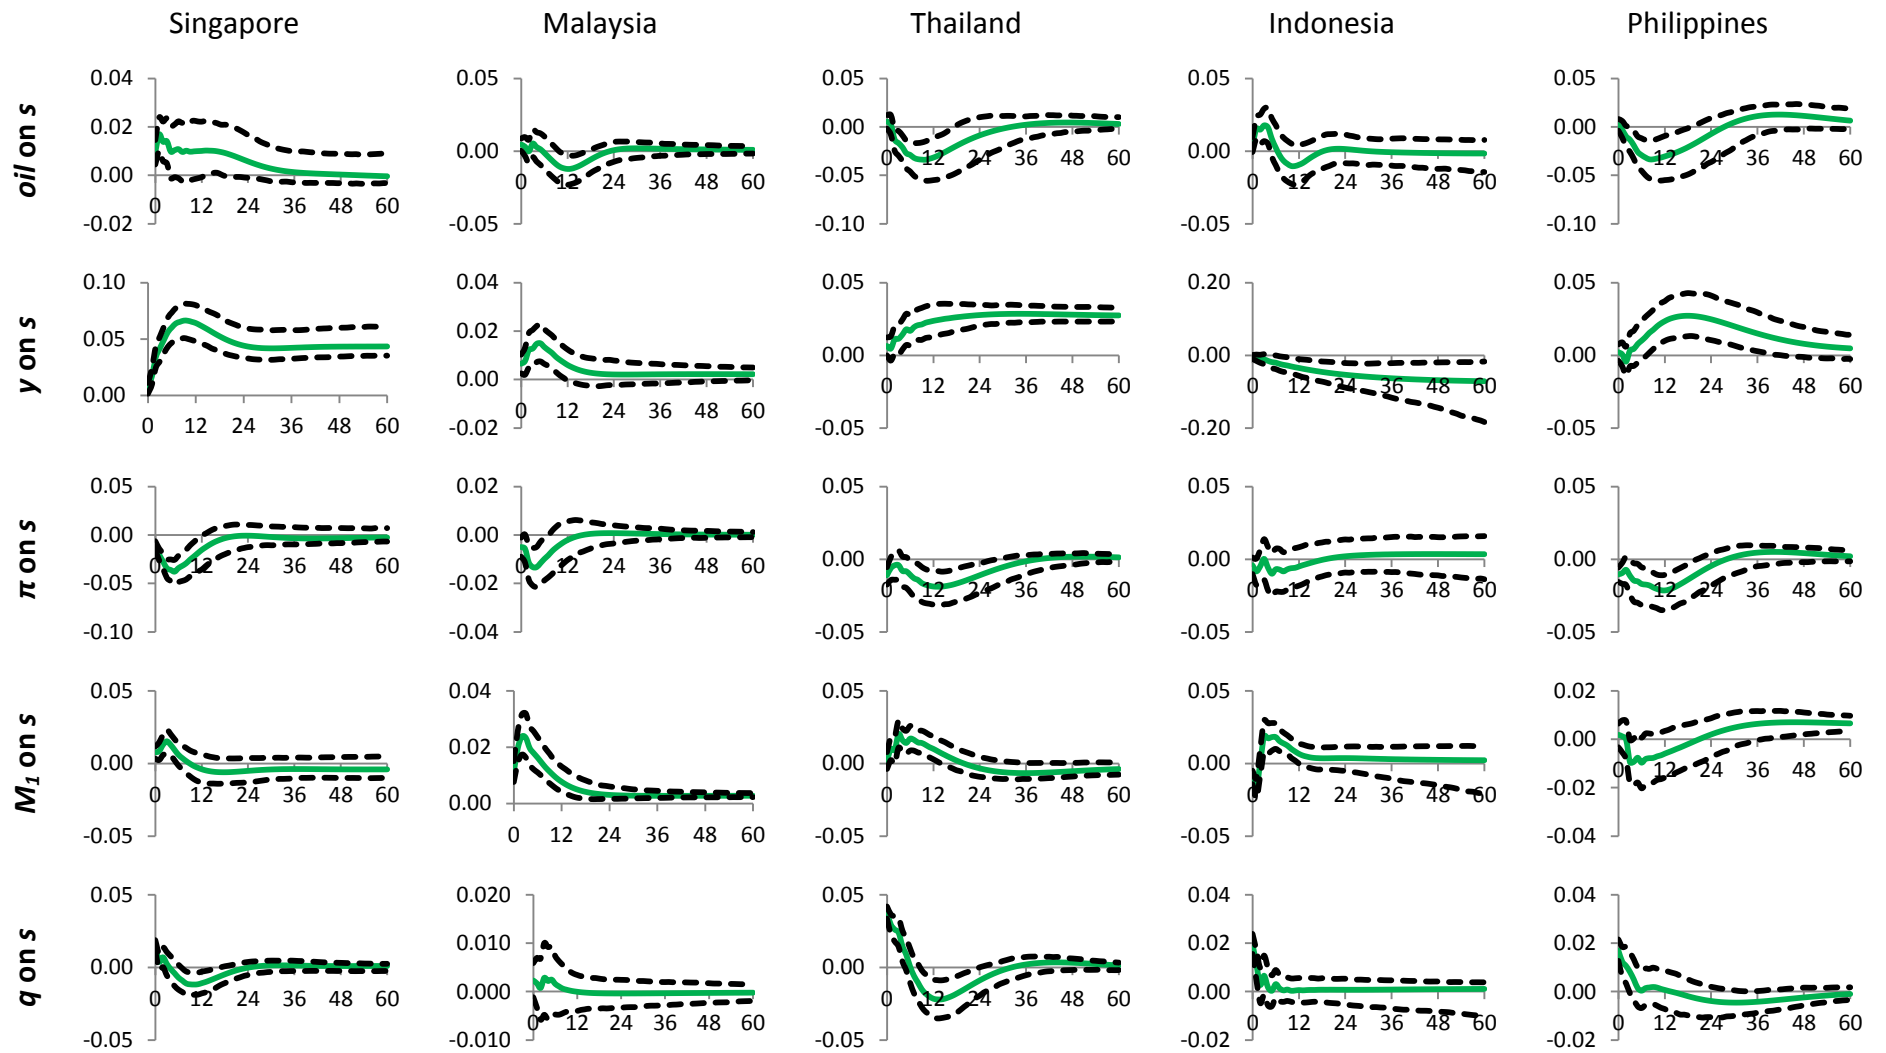 Singapore Malaysia Thailand Indonesia Philippines
oil on s
0.04 0.02 0.00 -0.02 0 12 24 36 48 60
0.05 0.00 -0.05 0 12 24 36 48 60
0.05 0.00 -0.05 -0.10 0 12 24 36 48 60
0.05 0.00 -0.05 0 12 24 36 48 60
0.05 0.00 -0.05 -0.10 0 12 24 36 48 60
y on s
0.10 0.05 0.00 0 12 24 36 48 60
0.04 0.02 0.00 -0.02 0 12 24 36 48 60
0.05 0.00 -0.05 0 12 24 36 48 60
0.20 0.00 -0.20 0 12 24 36 48 60
0.05 0.00 -0.05 0 12 24 36 48 60
π on s
0.05 0.00 -0.05 -0.10 0 12 24 36 48 60
0.02 0.00 -0.02 -0.04 0 12 24 36 48 60
0.05 0.00 -0.05 0 12 24 36 48 60
0.05 0.00 -0.05 0 12 24 36 48 60
0.05 0.00 -0.05 0 12 24 36 48 60
M1 on s
0.05 0.00 -0.05 0 12 24 36 48 60
0.04 0.02 0.00 0 12 24 36 48 60
0.05 0.00 -0.05 0 12 24 36 48 60
0.05 0.00 -0.05 0 12 24 36 48 60
0.02 0.00 -0.02 -0.04 0 12 24 36 48 60
q on s
0.05 0.00 -0.05 0 12 24 36 48 60
0.020 0.010 0.000 -0.010 0 12 24 36 48 60
0.05 0.00 -0.05 0 12 24 36 48 60
0.04 0.02 0.00 -0.02 0 12 24 36 48 60
0.04 0.02 0.00 -0.02 0 12 24 36 48 60